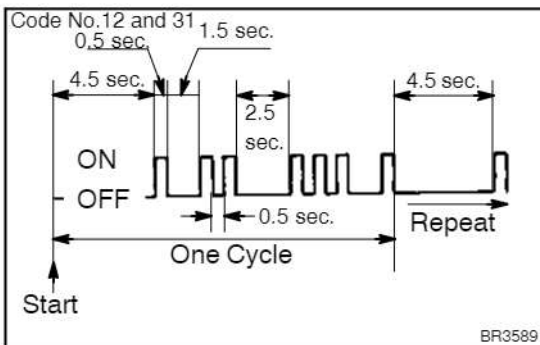 Code No.12 and 31
0.5 sec.
1.5 sec.
4.5 sec.
4.5 sec.
2.5
sec.
ON
OFF
0.5 sec.
Repeat
One Cycle
Start
BR3589